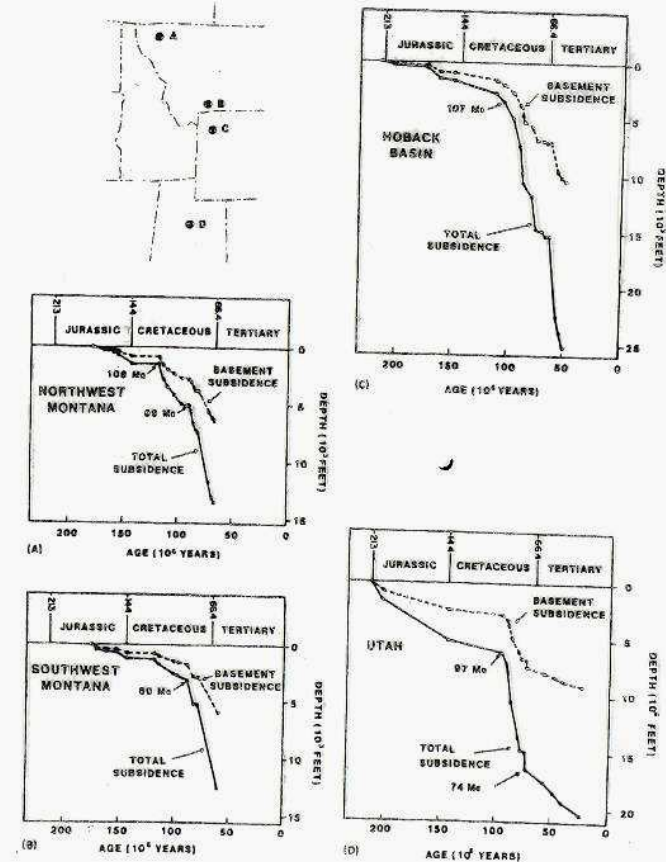 A
B
C
D
213
144
66.4
JURASSIC
CRETACEOUS
TERTIARY
0
BASEMENT
SUBSIDENCE
107 Ma
HOBACK
BASIN
5
10
TOTAL
SUBSIDENCE
15
20
25
DEPTH (10³ FEET)
200
150
100
50
0
(C)
AGE (10⁶ YEARS)
213
144
66.4
JURASSIC
CRETACEOUS
TERTIARY
0
NORTHWEST
MONTANA
BASEMENT
SUBSIDENCE
5
TOTAL
SUBSIDENCE
10
15
DEPTH (10³ FEET)
200
150
100
50
0
(A)
AGE (10⁶ YEARS)
213
144
66.4
JURASSIC
CRETACEOUS
TERTIARY
0
SOUTHWEST
MONTANA
BASEMENT
SUBSIDENCE
5
TOTAL
SUBSIDENCE
10
15
DEPTH (10³ FEET)
200
150
100
50
0
(B)
AGE (10⁶ YEARS)
213
144
66.4
JURASSIC
CRETACEOUS
TERTIARY
0
BASEMENT
SUBSIDENCE
UTAH
5
97 Ma
10
TOTAL
SUBSIDENCE
15
74 Ma
20
DEPTH (10³ FEET)
200
150
100
50
0
(D)
AGE (10⁶ YEARS)